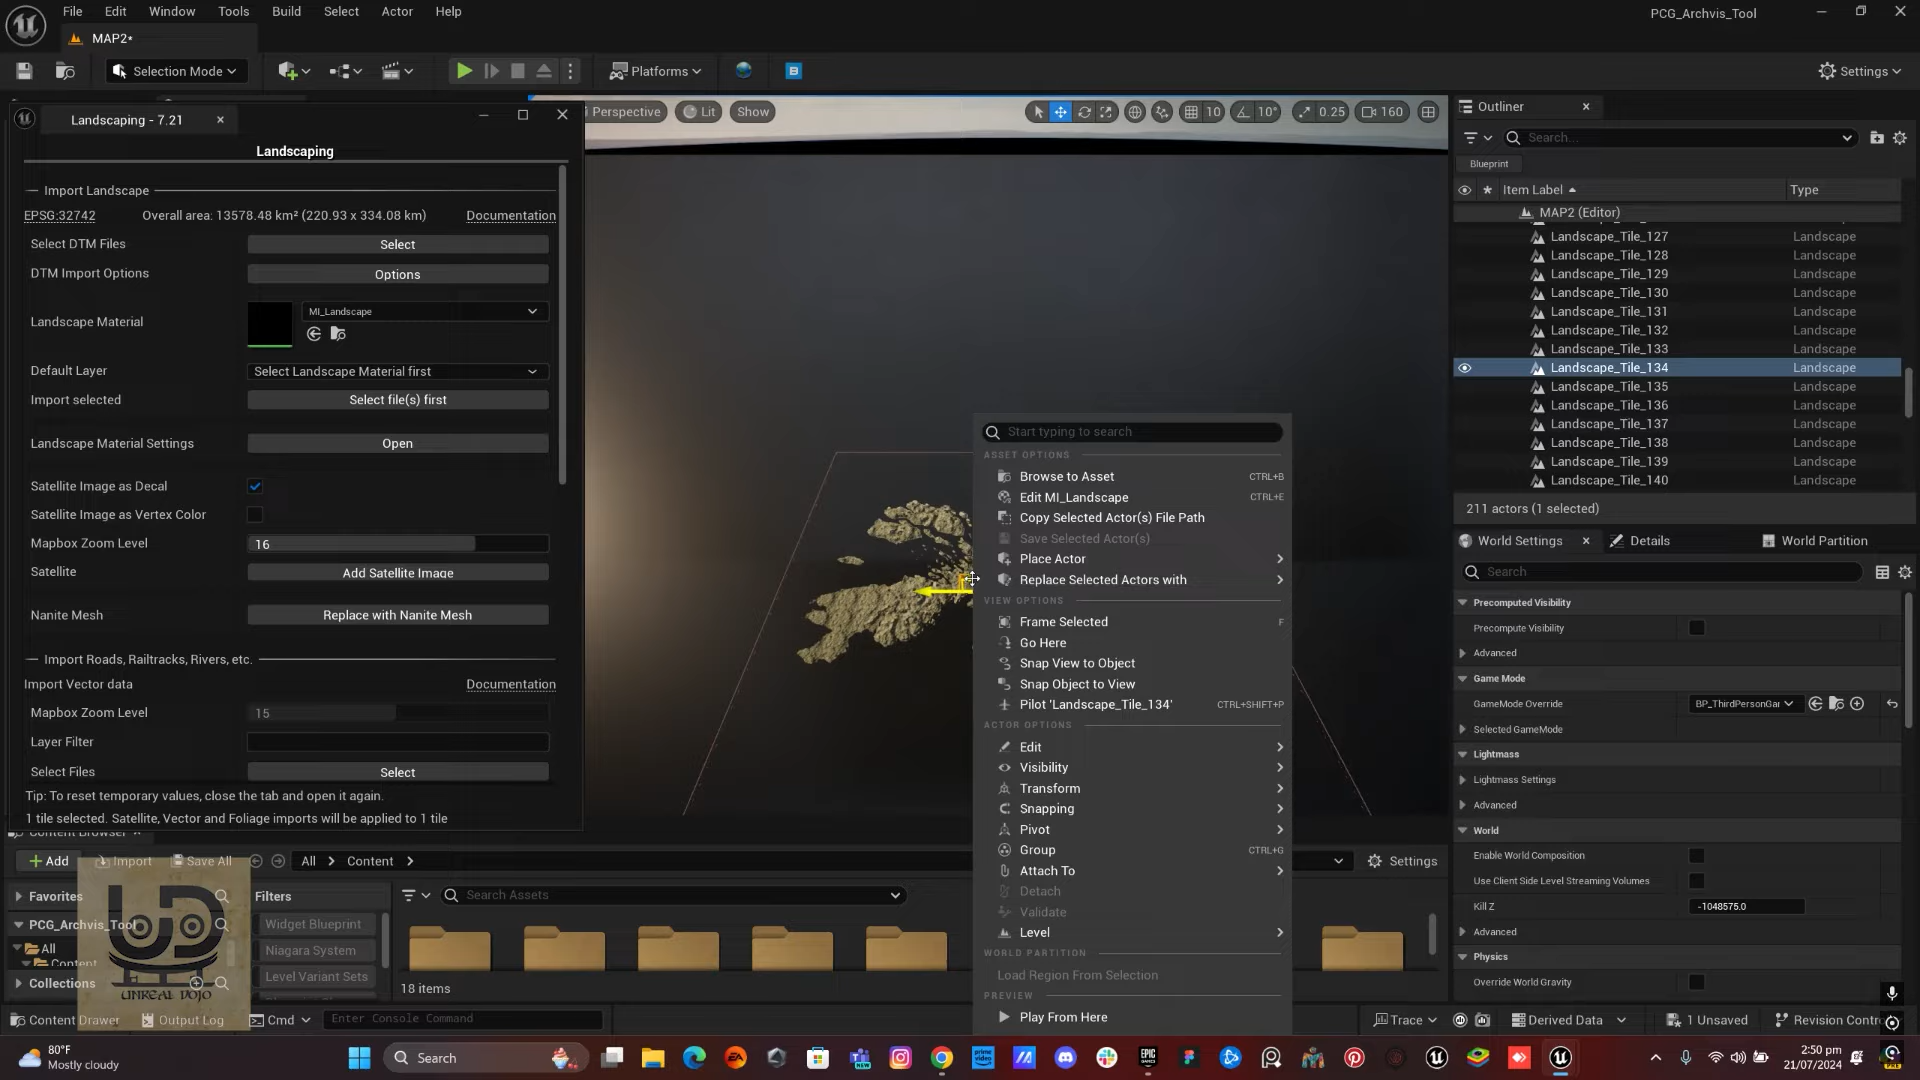 File Edit Window Tools Build Select Actor Help
PCG_Archvis_Tool
MAP2*
Selection Mode
Platforms
Settings
Landscaping - 7.21
Landscaping
Import Landscape
EPSG:32742 Overall area: 13578.48 km² (220.93 x 334.08 km) Documentation
Select DTM Files Select
DTM Import Options Options
Landscape Material MI_Landscape
Default Layer Select Landscape Material first
Import selected Select file(s) first
Landscape Material Settings Open
Satellite Image as Decal
Satellite Image as Vertex Color
Mapbox Zoom Level 16
Satellite Add Satellite Image
Nanite Mesh Replace with Nanite Mesh
Import Roads, Railtracks, Rivers, etc.
Import Vector data Documentation
Mapbox Zoom Level 15
Layer Filter
Select Files Select
Tip: To reset temporary values, close the tab and open it again.
1 tile selected. Satellite, Vector and Foliage imports will be applied to 1 tile
Perspective Lit Show
10 10° 0.25 160
Start typing to search
ASSET OPTIONS
Browse to Asset CTRL+B
Edit MI_Landscape CTRL+E
Copy Selected Actor(s) File Path
Save Selected Actor(s)
Place Actor
Replace Selected Actors with
VIEW OPTIONS
Frame Selected F
Go Here
Snap View to Object
Snap Object to View
Pilot 'Landscape_Tile_134' CTRL+SHIFT+P
ACTOR OPTIONS
Edit
Visibility
Transform
Snapping
Pivot
Group CTRL+G
Attach To
Detach
Validate
Level
WORLD PARTITION
Load Region From Selection
PREVIEW
Play From Here
Outliner
Search...
Blueprint
Item Label Type
MAP2 (Editor)
Landscape_Tile_127 Landscape
Landscape_Tile_128 Landscape
Landscape_Tile_129 Landscape
Landscape_Tile_130 Landscape
Landscape_Tile_131 Landscape
Landscape_Tile_132 Landscape
Landscape_Tile_133 Landscape
Landscape_Tile_134 Landscape
Landscape_Tile_135 Landscape
Landscape_Tile_136 Landscape
Landscape_Tile_137 Landscape
Landscape_Tile_138 Landscape
Landscape_Tile_139 Landscape
Landscape_Tile_140 Landscape
211 actors (1 selected)
World Settings Details World Partition
Search
Precomputed Visibility
Precompute Visibility
Advanced
Game Mode
GameMode Override BP_ThirdPersonGar
Selected GameMode
Lightmass
Lightmass Settings
Advanced
World
Enable World Composition
Use Client Side Level Streaming Volumes
Kill Z -1048575.0
Advanced
Physics
Override World Gravity
Content Browser
Add Import Save All All Content Settings
Favorites Filters Search Assets
PCG_Archvis_Tool Widget Blueprint
All Niagara System
Content Level Variant Sets
Collections
18 items
UNREAL DOJO
Content Drawer Output Log Cmd Enter Console Command
Trace Derived Data 1 Unsaved Revision Contr
80°F
Mostly cloudy
Search
2:50 pm
21/07/2024